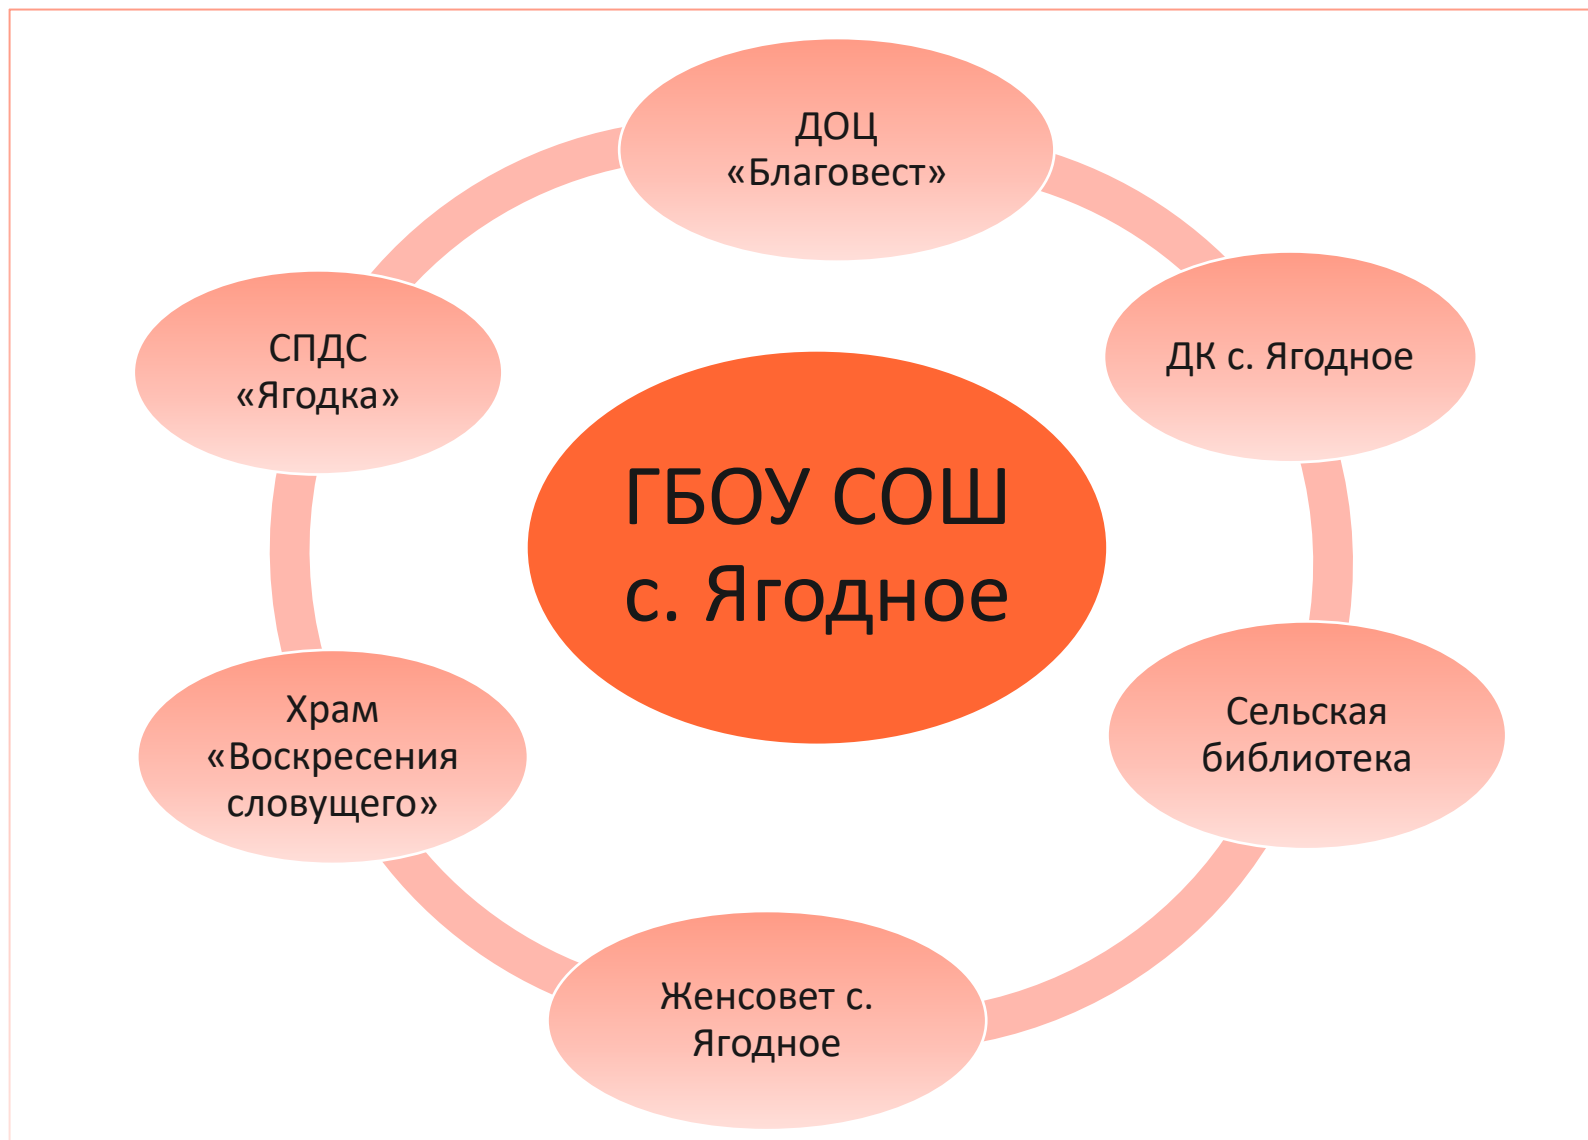 ДОЦ
«Благовест»
СПДС
«Ягодка»
ДК с. Ягодное
ГБОУ СОШ
с. Ягодное
Храм
«Воскресения
словущего»
Сельская
библиотека
Женсовет с.
Ягодное